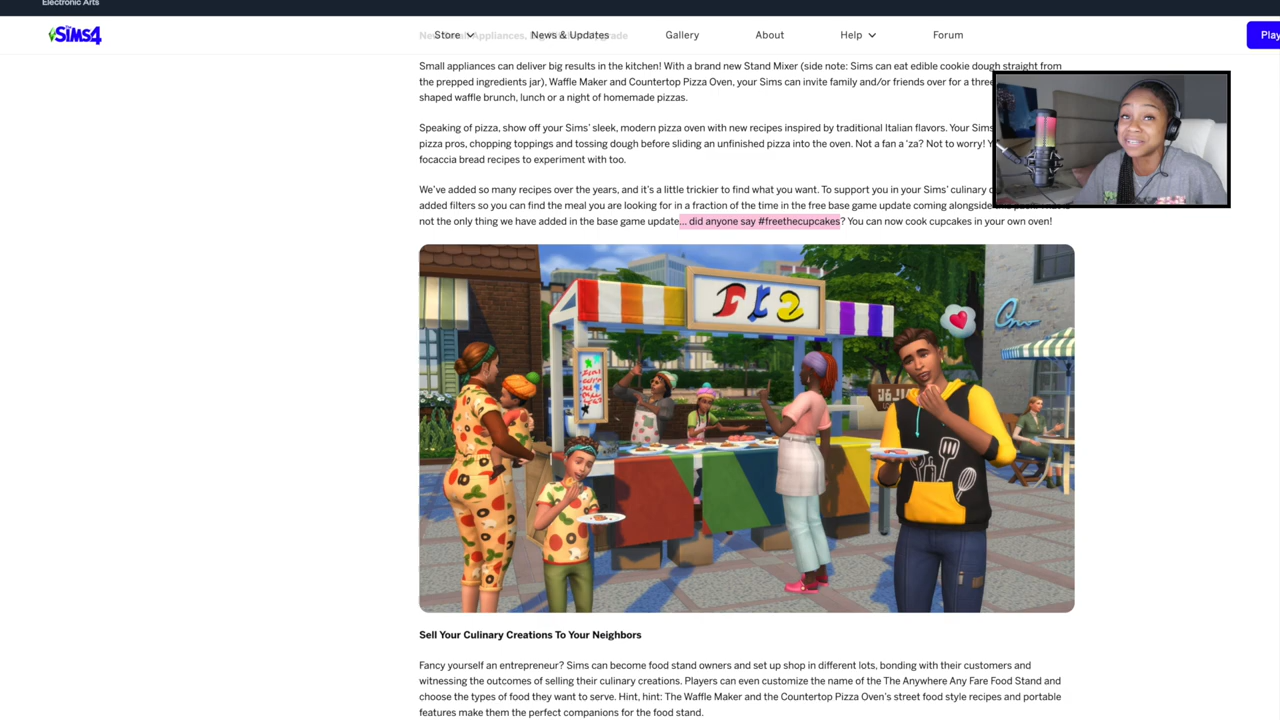 Electronic Arts
The Sims 4
Store
News & Updates
Gallery
About
Help
Forum
Play
Small appliances can deliver big results in the kitchen! With a brand new Stand Mixer (side note: Sims can eat edible cookie dough straight from
the prepped ingredients jar), Waffle Maker and Countertop Pizza Oven, your Sims can invite family and/or friends over for a three
shaped waffle brunch, lunch or a night of homemade pizzas.
Speaking of pizza, show off your Sims' sleek, modern pizza oven with new recipes inspired by traditional Italian flavors. Your Sims
pizza pros, chopping toppings and tossing dough before sliding an unfinished pizza into the oven. Not a fan a 'za? Not to worry!
focaccia bread recipes to experiment with too.
We've added so many recipes over the years, and it's a little trickier to find what you want. To support you in your Sims' culinary
added filters so you can find the meal you are looking for in a fraction of the time in the free base game update coming alongside
not the only thing we have added in the base game update... did anyone say #freethecupcakes? You can now cook cupcakes in your own oven!
Sell Your Culinary Creations To Your Neighbors
Fancy yourself an entrepreneur? Sims can become food stand owners and set up shop in different lots, bonding with their customers and
witnessing the outcomes of selling their culinary creations. Players can even customize the name of the The Anywhere Any Fare Food Stand and
choose the types of food they want to serve. Hint, hint: The Waffle Maker and the Countertop Pizza Oven's street food style recipes and portable
features make them the perfect companions for the food stand.